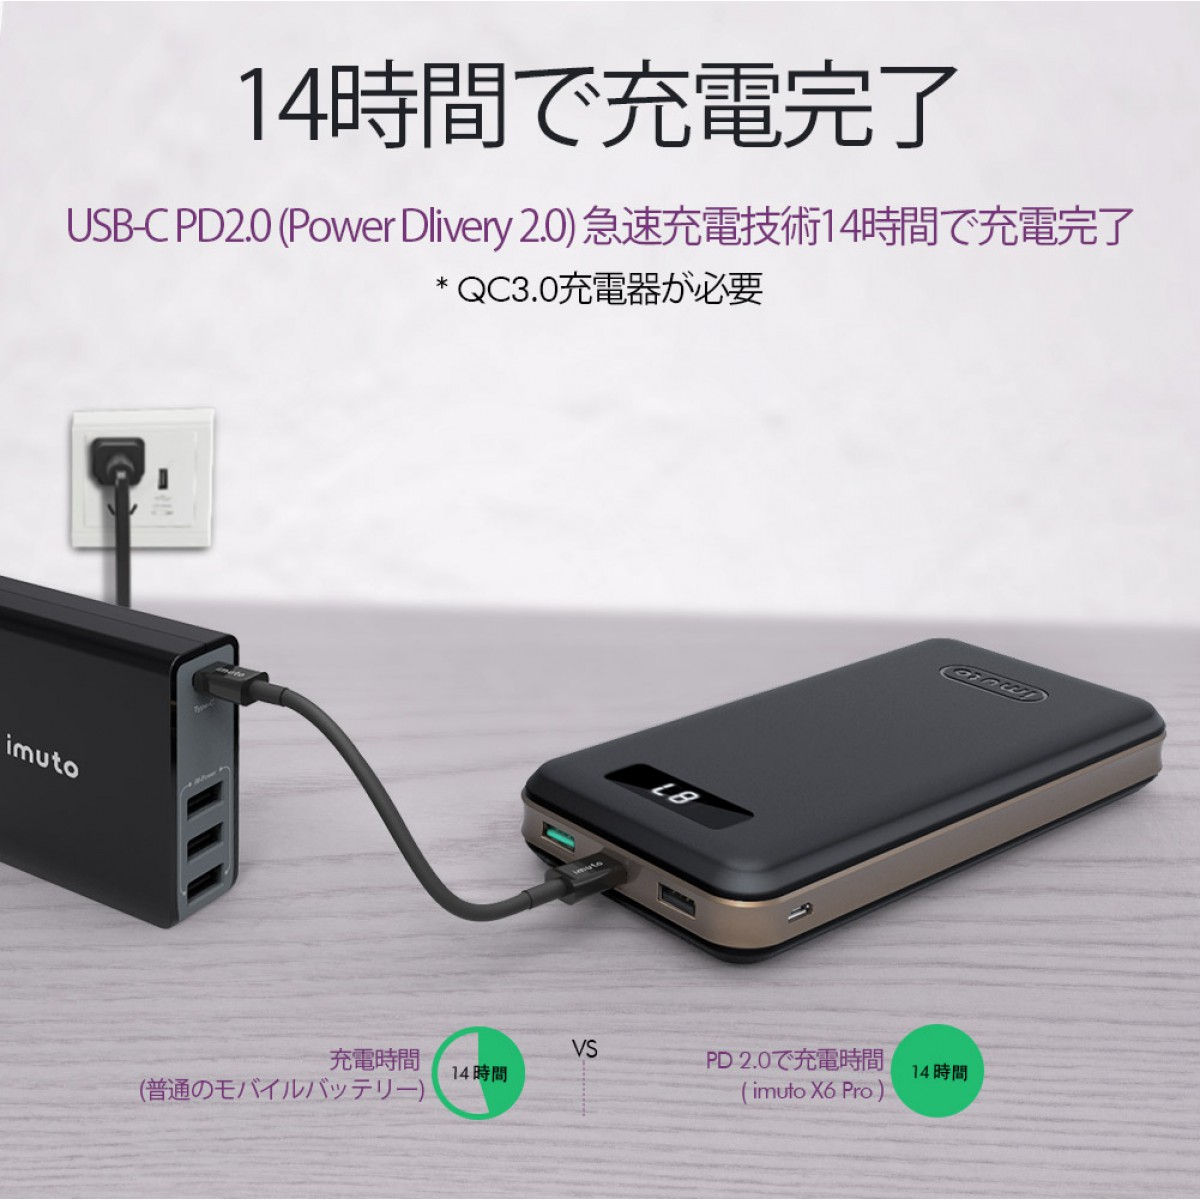 14時間で充電完了
USB-C PD2.0 (Power Dlivery 2.0) 急速充電技術14時間で充電完了
* QC3.0充電器が必要
imuto
Type-C
imuto
imuto
imuto
充電時間
(普通のモバイルバッテリー)
14 時間
VS
PD 2.0で充電時間
( imuto X6 Pro )
14 時間